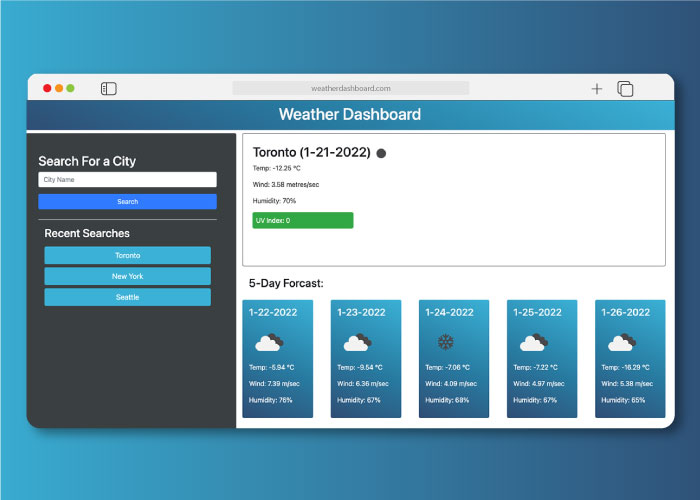 weatherdashboard.com
Weather Dashboard
Search For a City
City Name
Search
Recent Searches
Toronto
New York
Seattle
Toronto (1-21-2022)
Temp: -12.25 °C
Wind: 3.58 metres/sec
Humidity: 70%
UV Index: 0
5-Day Forcast:
1-22-2022
Temp: -5.94 °C
Wind: 7.39 m/sec
Humidity: 76%
1-23-2022
Temp: -9.54 °C
Wind: 6.36 m/sec
Humidity: 67%
1-24-2022
Temp: -7.06 °C
Wind: 4.09 m/sec
Humidity: 68%
1-25-2022
Temp: -7.22 °C
Wind: 4.97 m/sec
Humidity: 67%
1-26-2022
Temp: -16.29 °C
Wind: 5.38 m/sec
Humidity: 65%